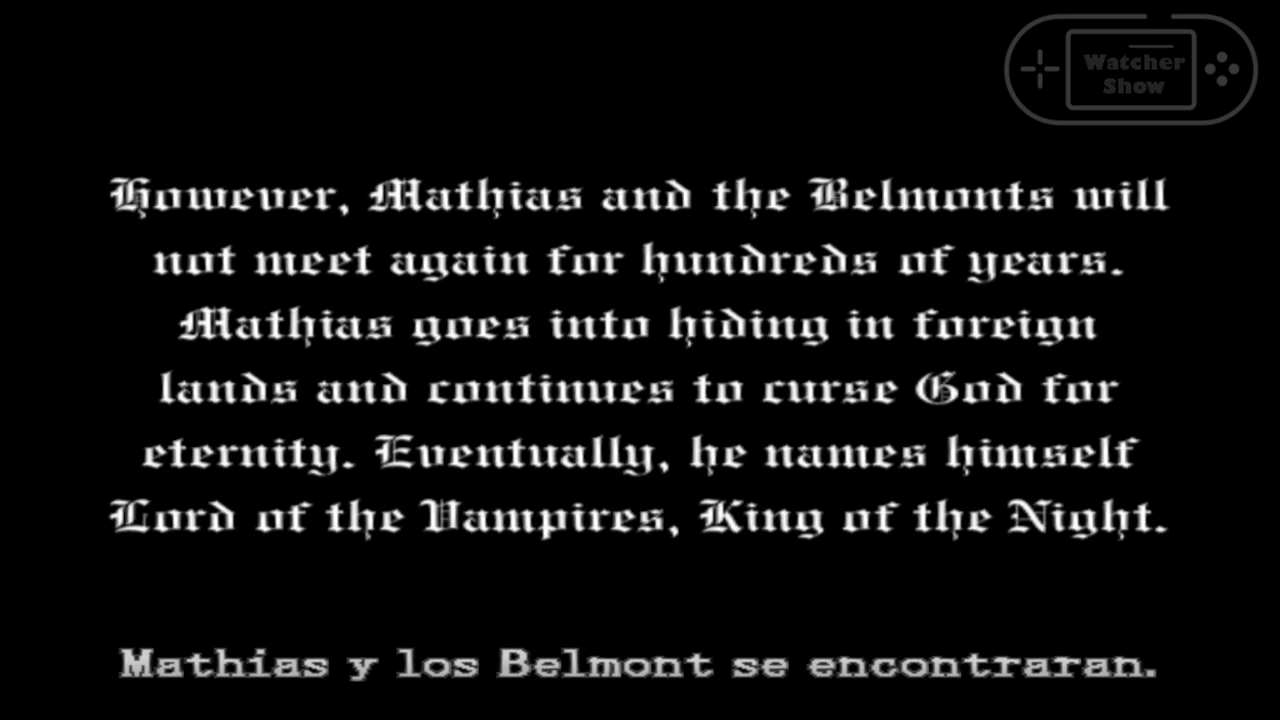 Watcher
Show
However, Mathias and the Belmonts will
not meet again for hundreds of years.
Mathias goes into hiding in foreign
lands and continues to curse God for
eternity. Eventually, he names himself
Lord of the Vampires, King of the Night.
Mathias y los Belmont se encontraran.